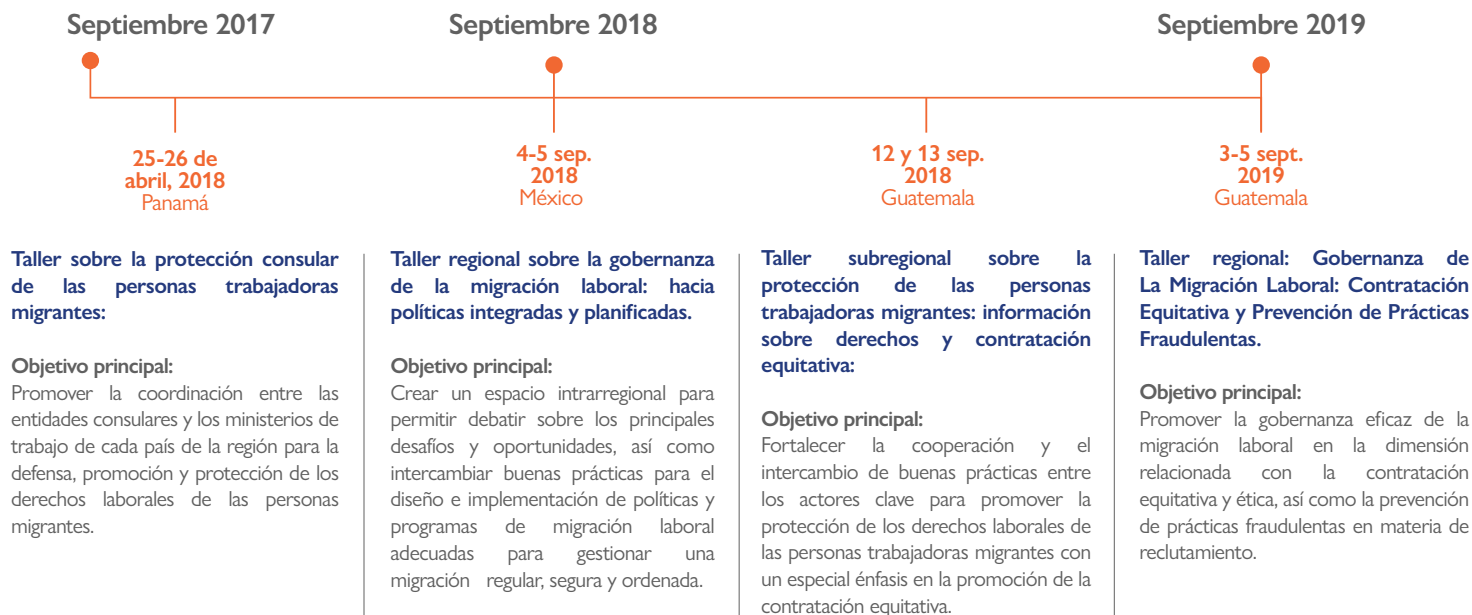 Septiembre 2017
Septiembre 2018
Septiembre 2019
25-26 de
abril, 2018
Panamá
4-5 sep.
2018
México
12 y 13 sep.
2018
Guatemala
3-5 sept.
2019
Guatemala
Taller sobre la protección consular
de las personas trabajadoras
migrantes:
Objetivo principal:
Promover la coordinación entre las
entidades consulares y los ministerios de
trabajo de cada país de la región para la
defensa, promoción y protección de los
derechos laborales de las personas
migrantes.
Taller regional sobre la gobernanza
de la migración laboral: hacia
políticas integradas y planificadas.
Objetivo principal:
Crear un espacio intrarregional para
permitir debatir sobre los principales
desafíos y oportunidades, así como
intercambiar buenas prácticas para el
diseño e implementación de políticas y
programas de migración laboral
adecuadas para gestionar una
migración regular, segura y ordenada.
Taller subregional sobre la
protección de las personas
trabajadoras migrantes: información
sobre derechos y contratación
equitativa:
Objetivo principal:
Fortalecer la cooperación y el
intercambio de buenas prácticas entre
los actores clave para promover la
protección de los derechos laborales de
las personas trabajadoras migrantes con
un especial énfasis en la promoción de la
contratación equitativa.
Taller regional: Gobernanza de
La Migración Laboral: Contratación
Equitativa y Prevención de Prácticas
Fraudulentas.
Objetivo principal:
Promover la gobernanza eficaz de la
migración laboral en la dimensión
relacionada con la contratación
equitativa y ética, así como la prevención
de prácticas fraudulentas en materia de
reclutamiento.